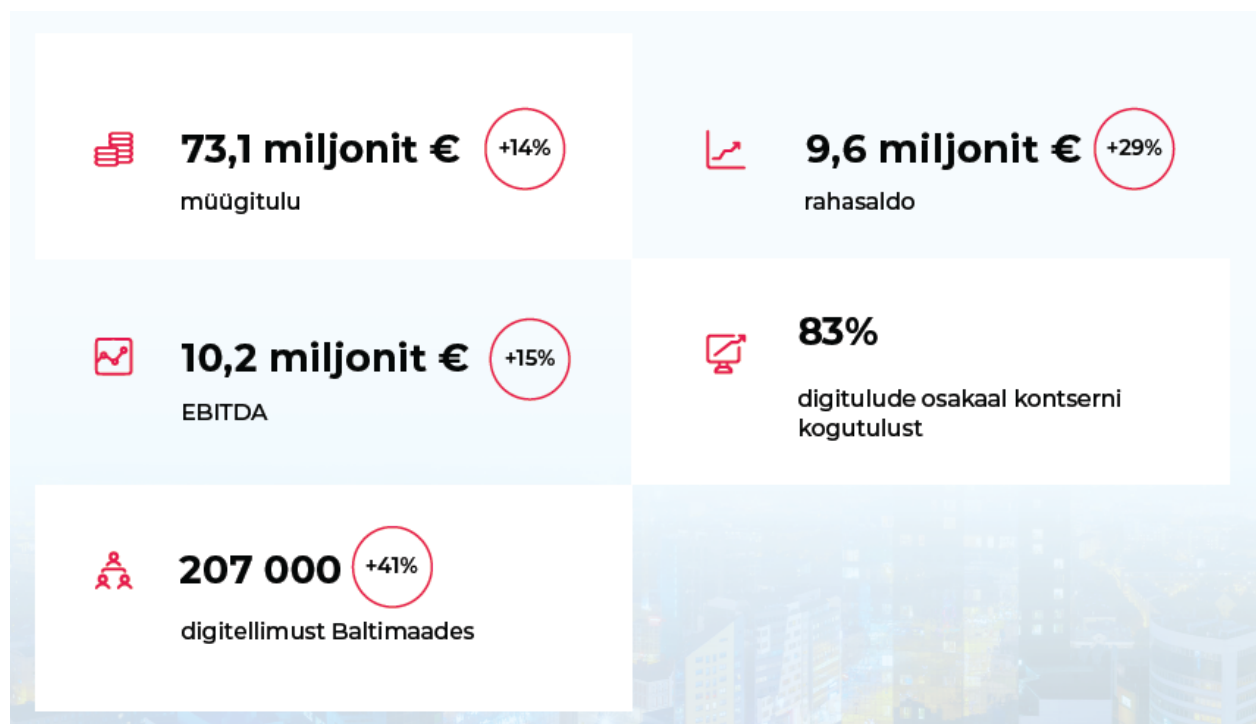 73,1 miljonit €
+14%
müügitulu
9,6 miljonit €
+29%
rahasaldo
10,2 miljonit €
+15%
EBITDA
83%
digitulude osakaal kontserni
kogutulust
207 000
+41%
digitellimust Baltimaades